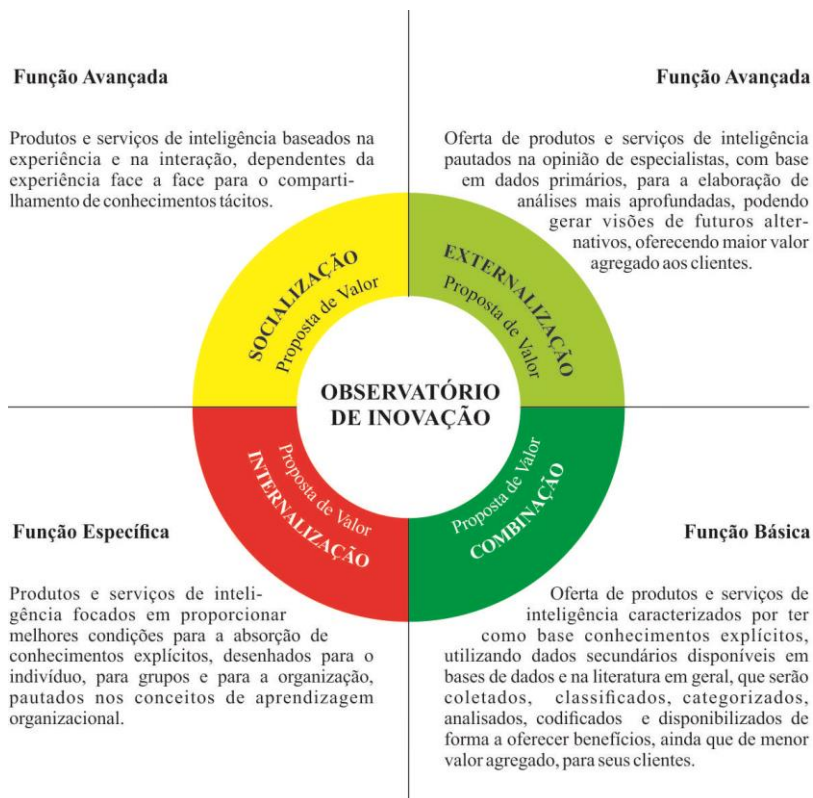 Função Avançada
Produtos e serviços de inteligência baseados na
experiência e na interação, dependentes da
experiência face a face para o comparti-
lhamento de conhecimentos tácitos.
Função Avançada
Oferta de produtos e serviços de inteligência
pautados na opinião de especialistas, com base
em dados primários, para a elaboração de
análises mais aprofundadas, podendo
gerar visões de futuros alter-
nativos, oferecendo maior valor
agregado aos clientes.
SOCIALIZAÇÃO
Proposta de Valor
EXTERNALIZAÇÃO
Proposta de Valor
OBSERVATÓRIO
DE INOVAÇÃO
Proposta de Valor
INTERNALIZAÇÃO
Proposta de Valor
COMBINAÇÃO
Função Específica
Produtos e serviços de inteli-
gência focados em proporcionar
melhores condições para a absorção de
conhecimentos explícitos, desenhados para o
indivíduo, para grupos e para a organização,
pautados nos conceitos de aprendizagem
organizacional.
Função Básica
Oferta de produtos e serviços de
inteligência caracterizados por ter
como base conhecimentos explícitos,
utilizando dados secundários disponíveis em
bases de dados e na literatura em geral, que serão
coletados, classificados, categorizados,
analisados, codificados e disponibilizados de
forma a oferecer benefícios, ainda que de menor
valor agregado, para seus clientes.